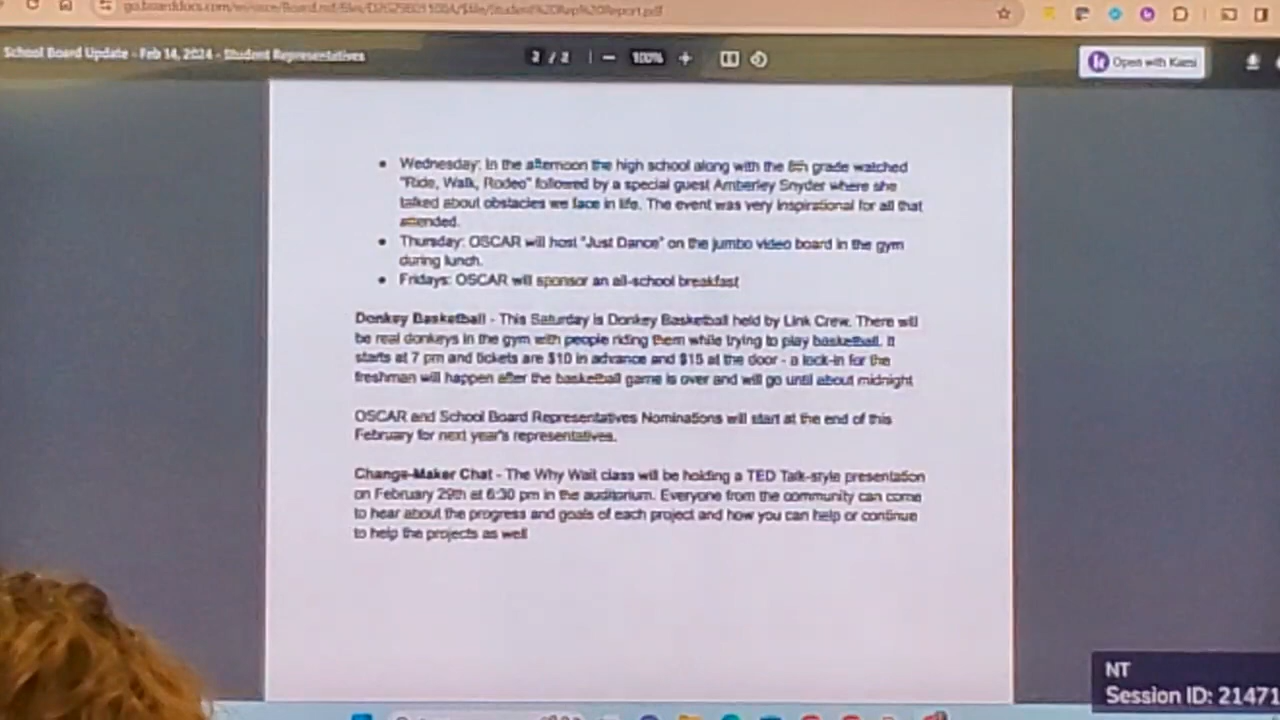 School Board Update - Feb 14, 2024 - Student Representatives
2 / 2
100%
Open with Kami
• Wednesday: In the afternoon the high school along with the 8th grade watched
"Ride, Walk, Rodeo" followed by a special guest Amberley Snyder where she
talked about obstacles we face in life. The event was very inspirational for all that
attended.
• Thursday: OSCAR will host "Just Dance" on the jumbo video board in the gym
during lunch.
• Fridays: OSCAR will sponsor an all-school breakfast
Donkey Basketball - This Saturday is Donkey Basketball held by Link Crew. There will
be real donkeys in the gym with people riding them while trying to play basketball. It
starts at 7 pm and tickets are $10 in advance and $15 at the door - a lock-in for the
freshman will happen after the basketball game is over and will go until about midnight
OSCAR and School Board Representatives Nominations will start at the end of this
February for next year's representatives.
Change-Maker Chat - The Why Wait class will be holding a TED Talk-style presentation
on February 29th at 6:30 pm in the auditorium. Everyone from the community can come
to hear about the progress and goals of each project and how you can help or continue
to help the projects as well
NT
Session ID: 21471